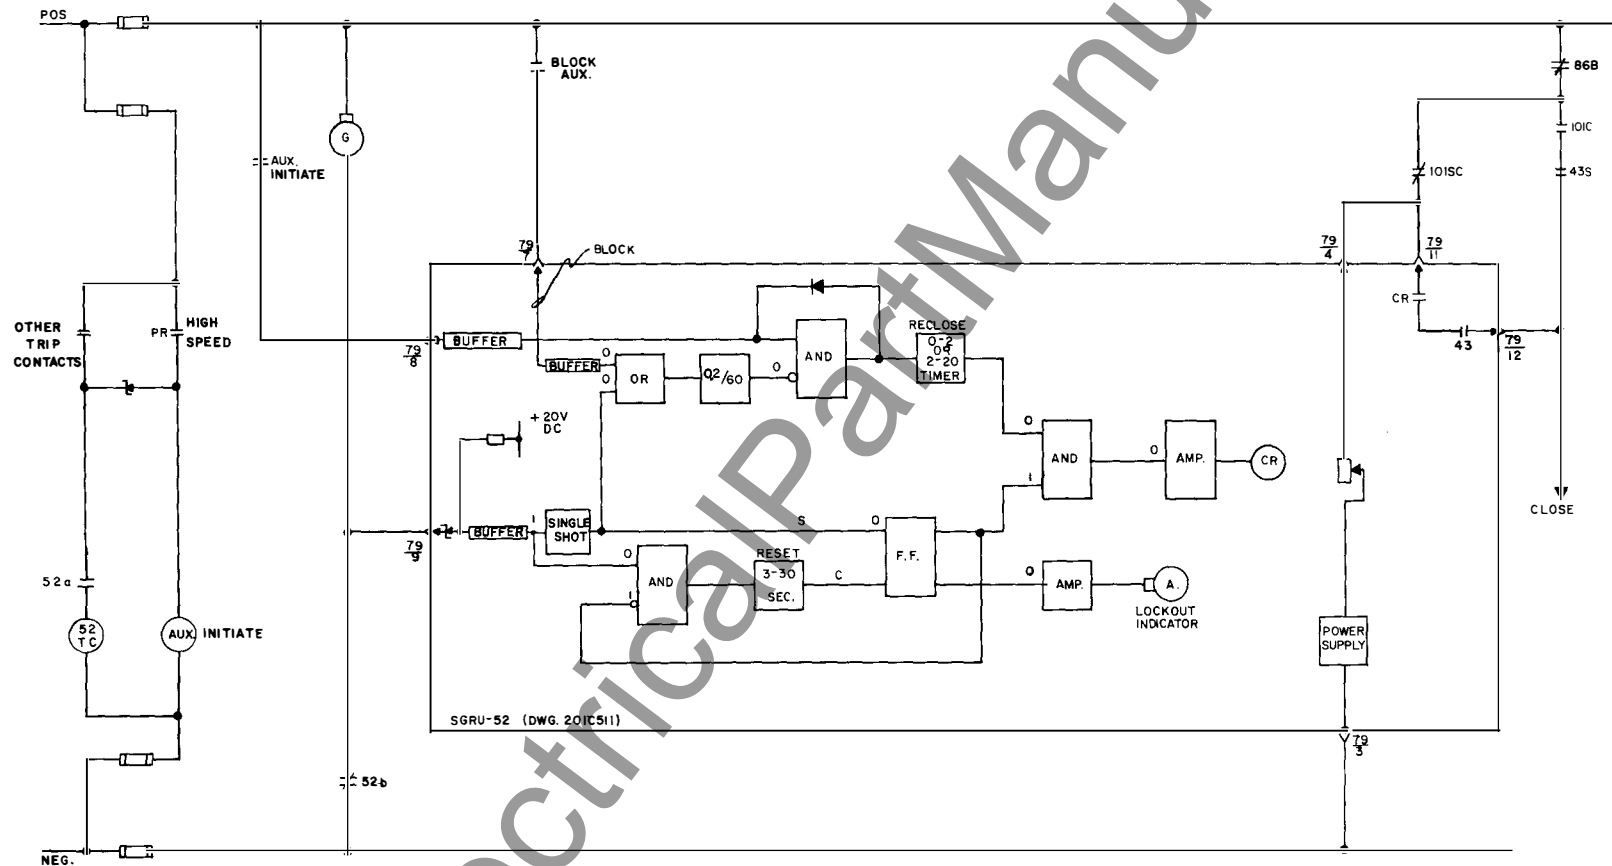 POS
BLOCK
AUX.
86B
101C
G
AUX.
INITIATE
101SC
43S
79
7
BLOCK
79
4
79
11
CR
OTHER
TRIP
CONTACTS
PR
HIGH
SPEED
RECLOSE
0-2
OR
2-20
TIMER
79
8
BUFFER
AND
43
79
12
BUFFER
0
0
OR
0.2/60
0
+ 20V
DC
0
1
AND
0
AMP.
CR
79
9
BUFFER
1
SINGLE
SHOT
S
0
F.F.
CLOSE
0
1
AND
RESET
3-30
SEC.
C
0
AMP.
A.
LOCKOUT
INDICATOR
52a
52
TC
AUX.
INITIATE
POWER
SUPPLY
SGRU-52 (DWG. 201C511)
79
3
52b
NEG.
ectricalPartManu